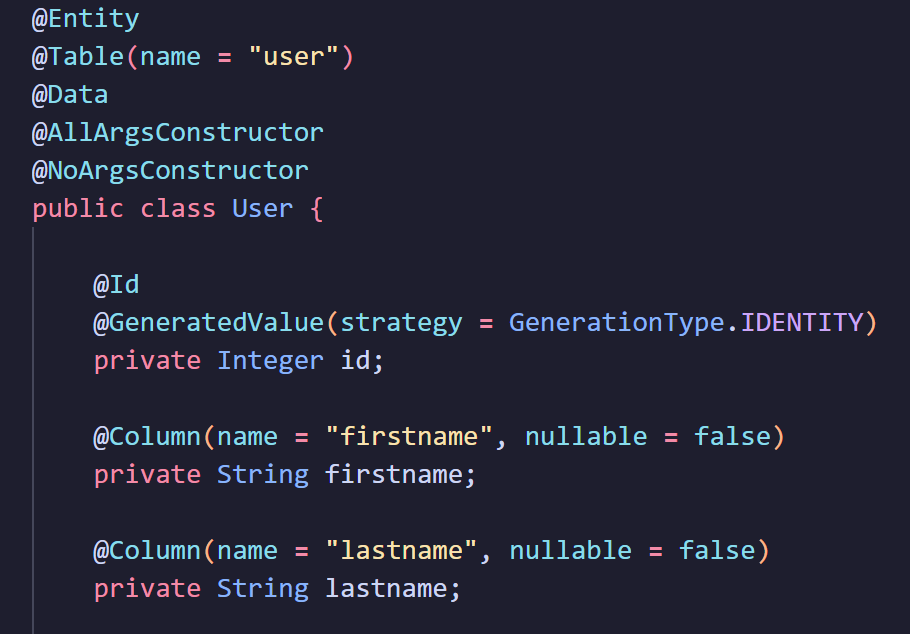 @Entity
@Table(name = "user")
@Data
@AllArgsConstructor
@NoArgsConstructor
public class User {
@Id
@GeneratedValue(strategy = GenerationType.IDENTITY)
private Integer id;
@Column(name = "firstname", nullable = false)
private String firstname;
@Column(name = "lastname", nullable = false)
private String lastname;